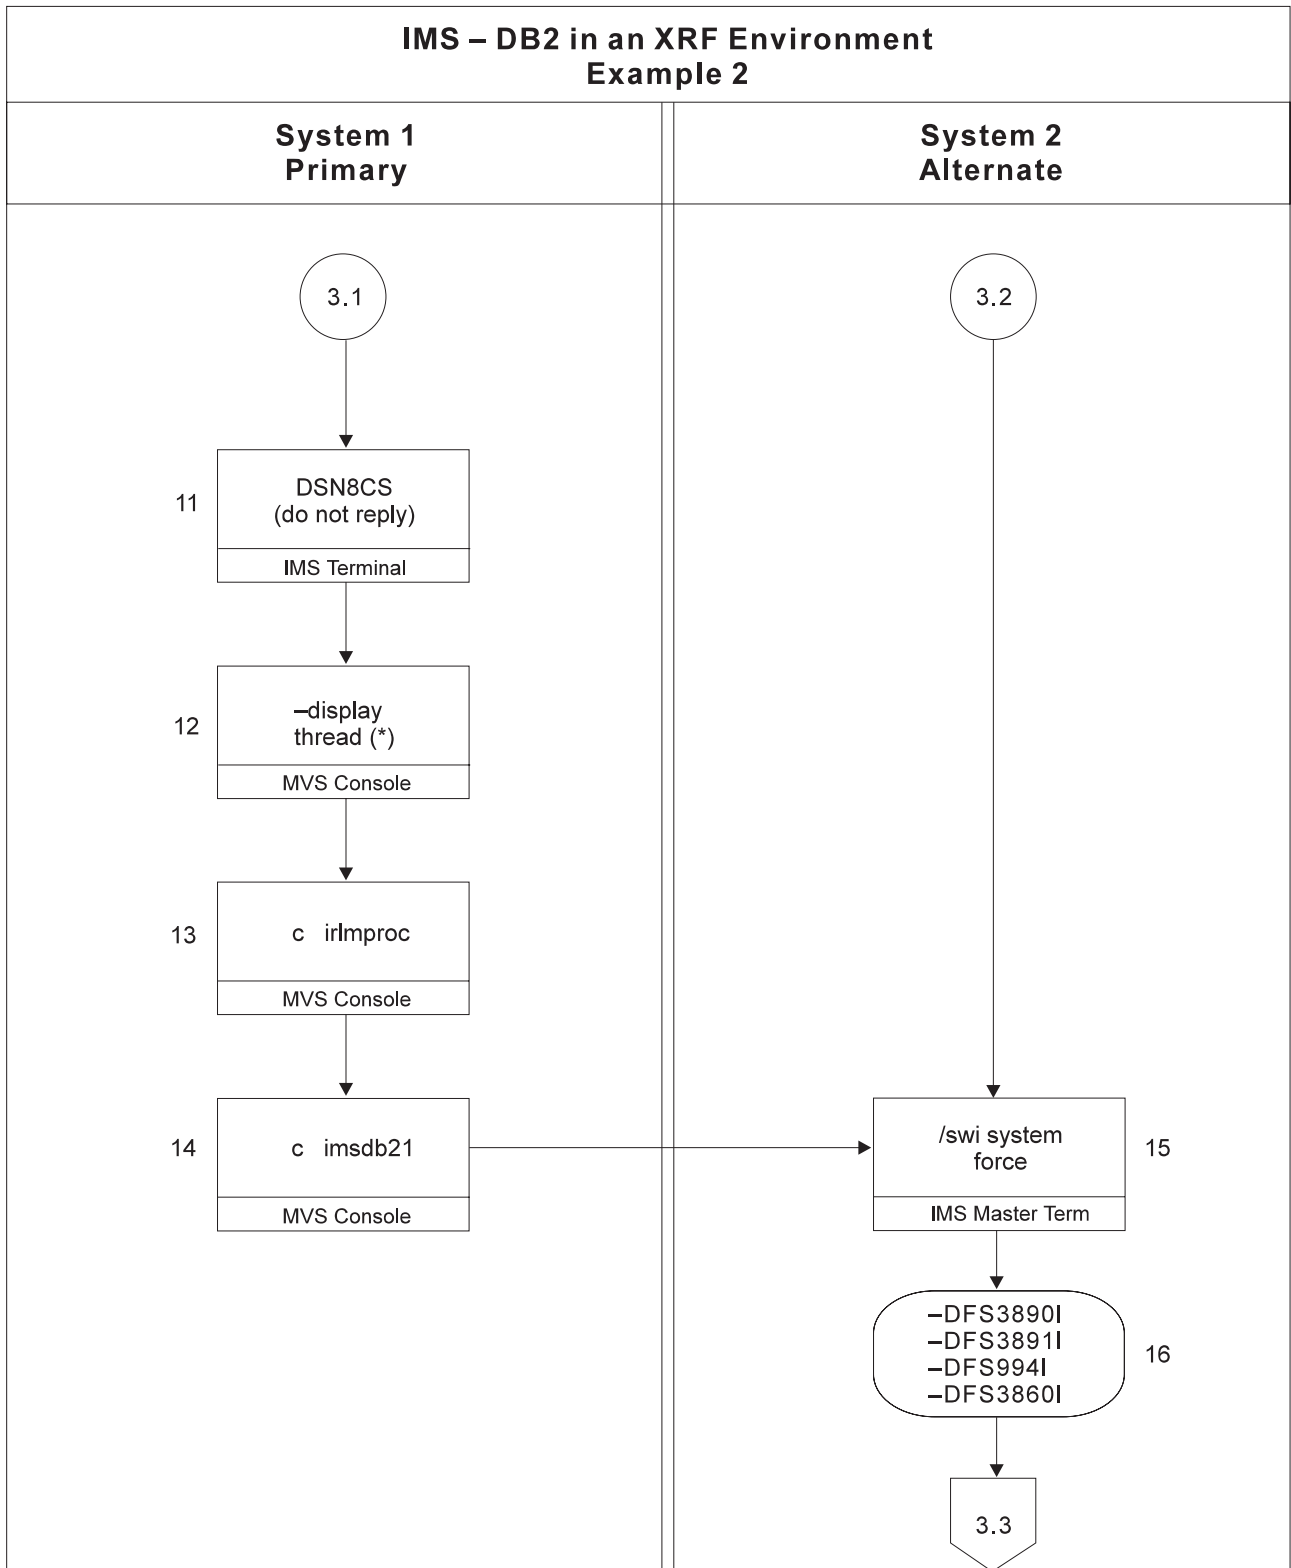 IMS – DB2 in an XRF Environment
Example 2
System 1
Primary
System 2
Alternate
3.1
3.2
11
DSN8CS
(do not reply)
IMS Terminal
12
–display
thread (*)
MVS Console
13
c irlmproc
MVS Console
14
c imsdb21
MVS Console
/swi system
force
15
IMS Master Term
–DFS3890I
–DFS3891I
–DFS994I
–DFS3860I
16
3.3